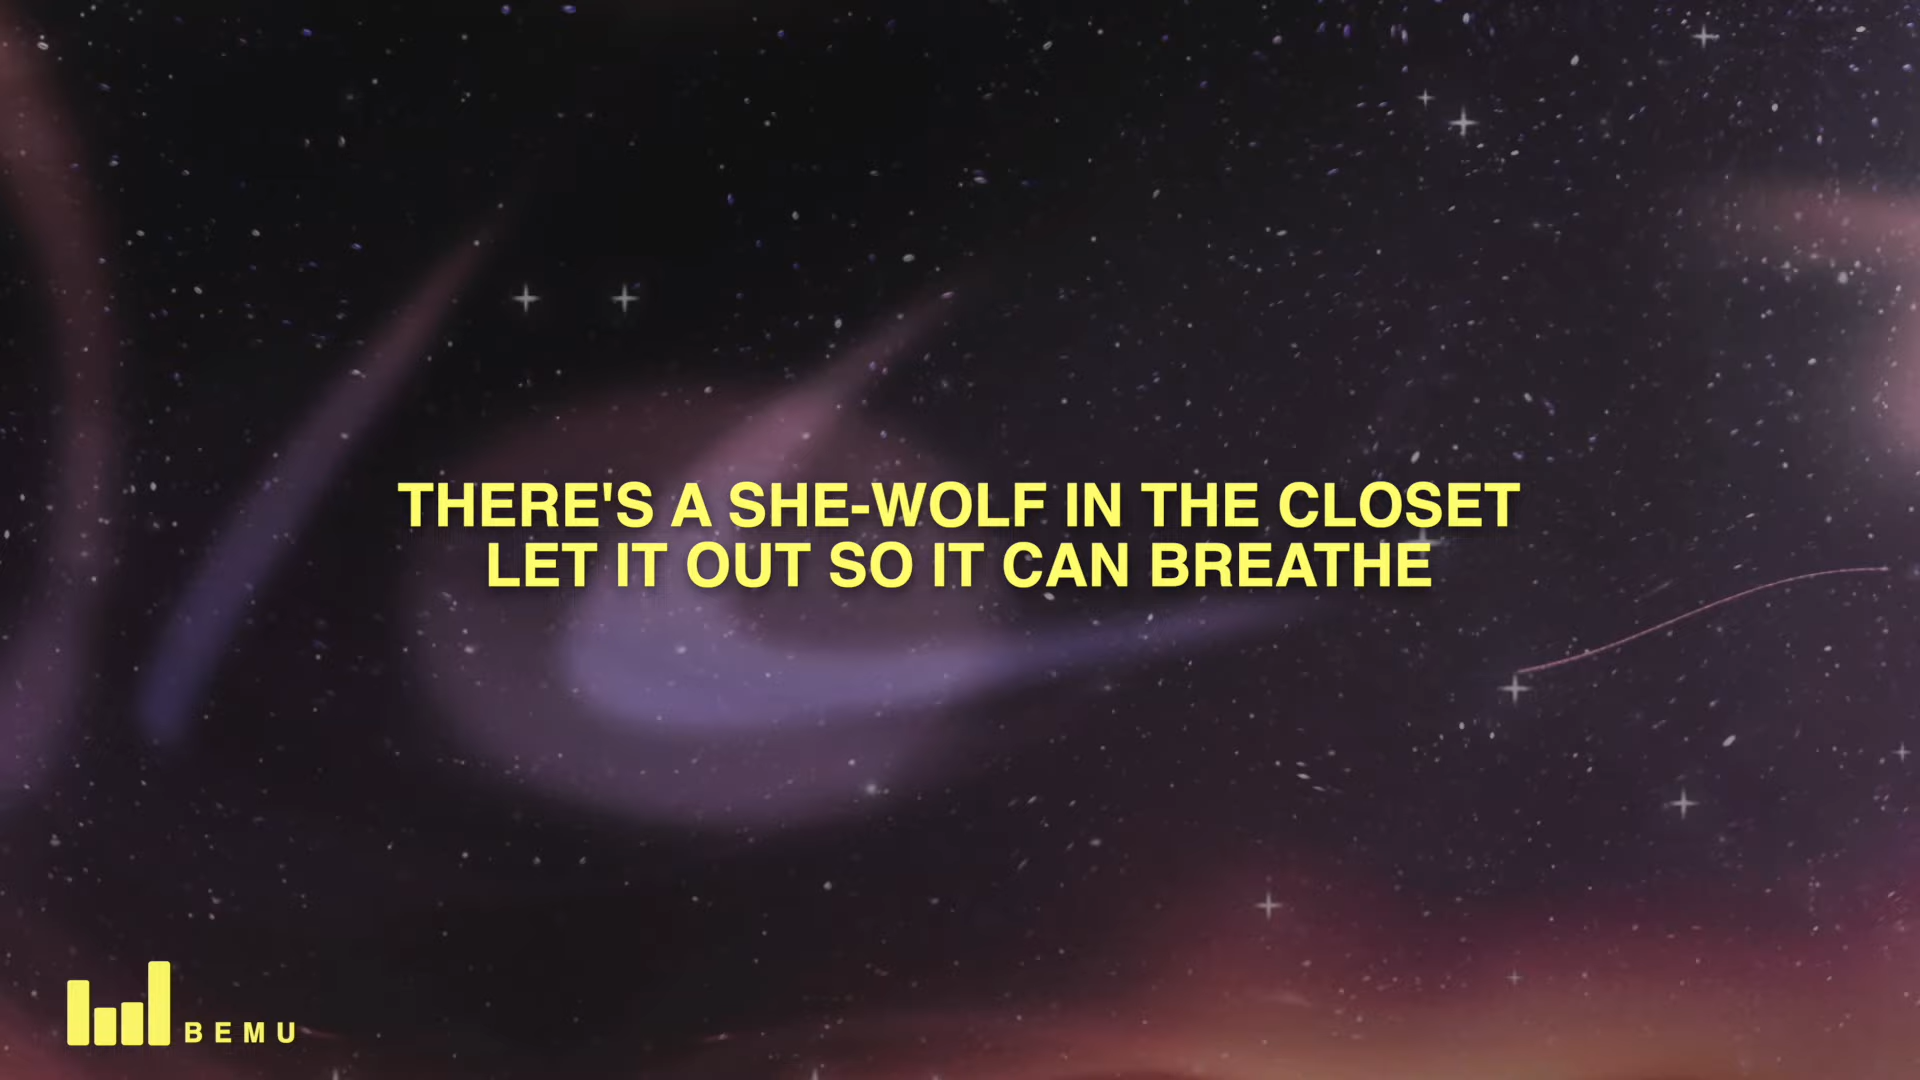 THERE'S A SHE-WOLF IN THE CLOSET
LET IT OUT SO IT CAN BREATHE
BEMU